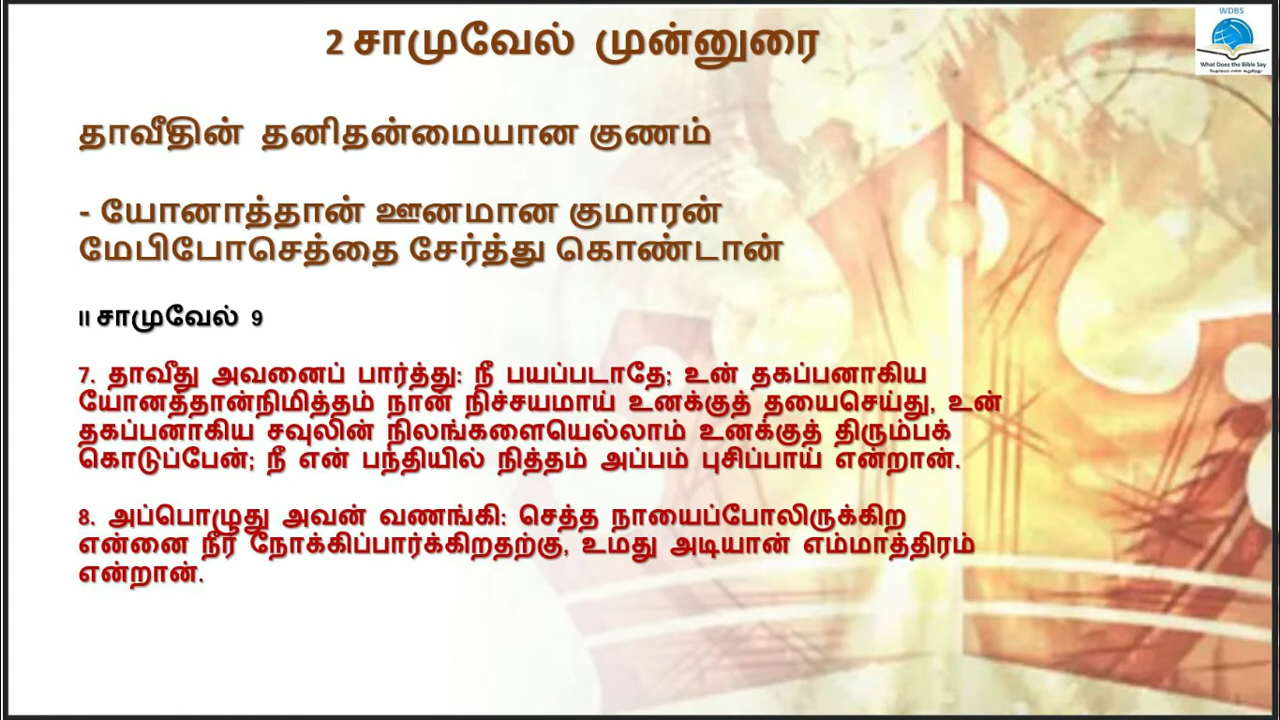 2 சாமுவேல் முன்னுரை
WDBS
What Does the Bible Say
தாவீதின் தனிதன்மையான குணம்
- யோனாத்தான் ஊனமான குமாரன்
மேபிபோசெத்தை சேர்த்து கொண்டான்
II சாமுவேல் 9
7. தாவீது அவனைப் பார்த்து: நீ பயப்படாதே; உன் தகப்பனாகிய
யோனத்தான்நிமித்தம் நான் நிச்சயமாய் உனக்குத் தயைசெய்து, உன்
தகப்பனாகிய சவுலின் நிலங்களையெல்லாம் உனக்குத் திரும்பக்
கொடுப்பேன்; நீ என் பந்தியில் நித்தம் அப்பம் புசிப்பாய் என்றான்.
8. அப்பொழுது அவன் வணங்கி: செத்த நாயைப்போலிருக்கிற
என்னை நீர் நோக்கிப்பார்க்கிறதற்கு, உமது அடியான் எம்மாத்திரம்
என்றான்.